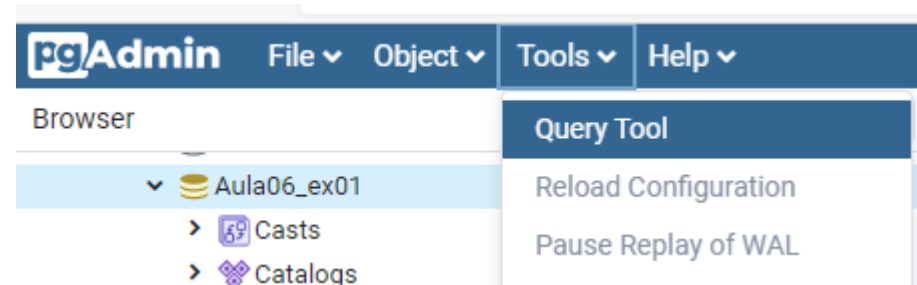 pgAdmin File Object Tools Help
Browser
Query Tool
Aula06_ex01
Reload Configuration
Casts
Pause Replay of WAL
Catalogs